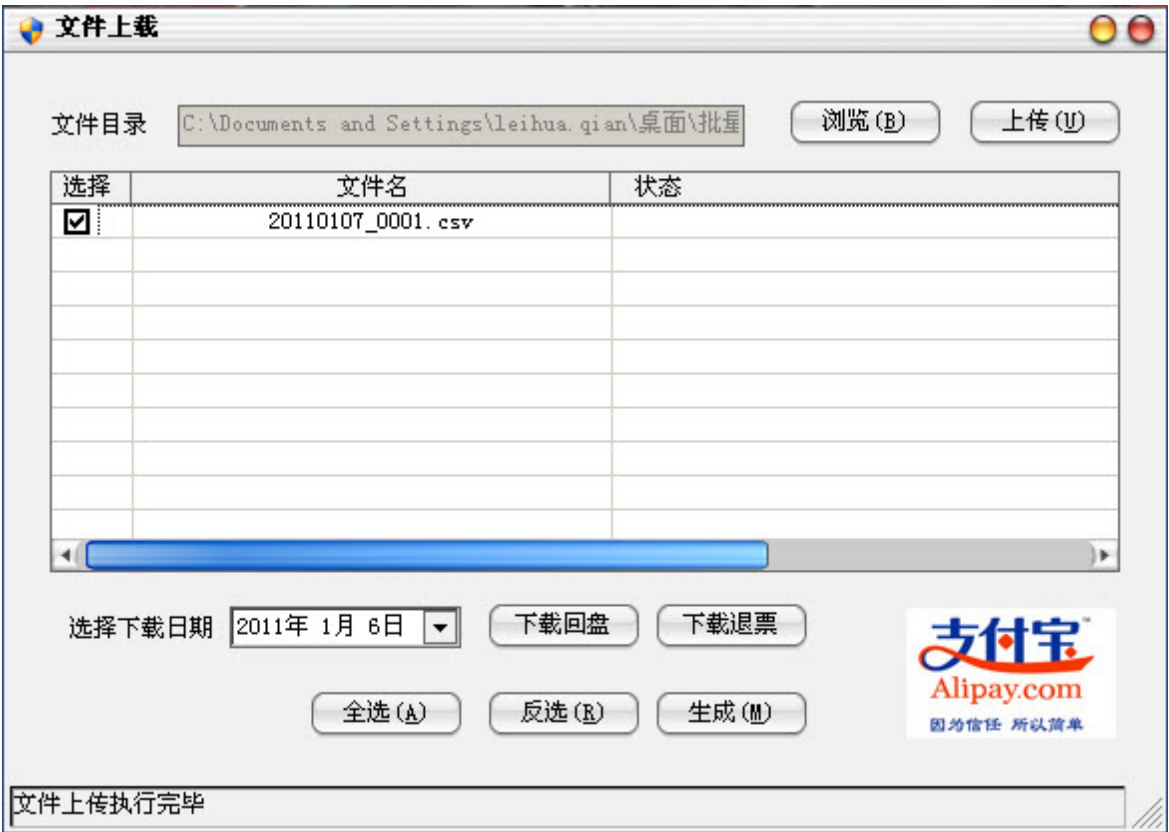 文件上载
文件目录 C:\Documents and Settings\leihua.qian\桌面\批量 浏览(B) 上传(U)
选择 文件名 状态
20110107_0001.csv
选择下载日期 2011年 1月 6日 下载回盘 下载退票
全选(A) 反选(R) 生成(M)
支付宝™
Alipay.com
因为信任 所以简单
文件上传执行完毕